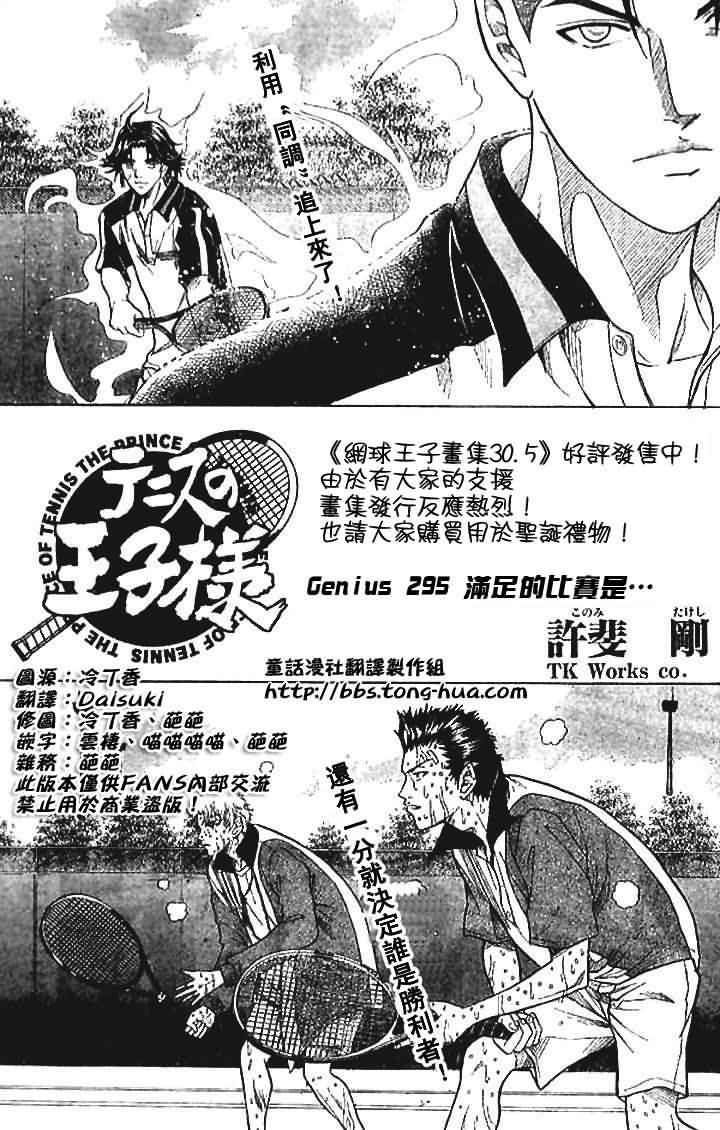 利用“同調”追上來了！
THE PRINCE OF TENNIS THE PRINCE OF TENNIS
テニスの
王子様
《網球王子畫集30.5》好評發售中！
由於有大家的支援
畫集發行反應熱烈！
也請大家購買用於聖誕禮物！
Genius 295 滿足的比賽是…
このみ たけし
許斐 剛
TK Works co.
童話漫社翻譯製作組
http://bbs.tong-hua.com
圖源：冷丁香
翻譯：Daisuki
修圖：冷丁香、葩葩
嵌字：雲棲、喵喵喵喵、葩葩
雜務：葩葩
此版本僅供FANS內部交流
禁止用於商業盜版！
還有一分就決定誰是勝利者！